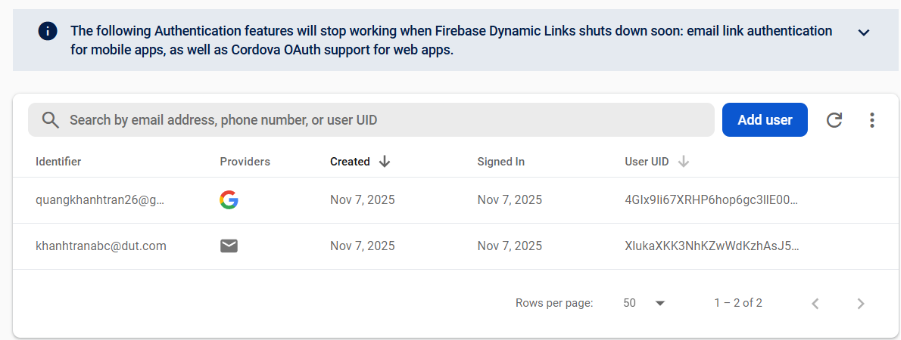 The following Authentication features will stop working when Firebase Dynamic Links shuts down soon: email link authentication
for mobile apps, as well as Cordova OAuth support for web apps.
Search by email address, phone number, or user UID
Add user
Identifier Providers Created Signed In User UID
quangkhanhtran26@g... Nov 7, 2025 Nov 7, 2025 4GIx9Ii67XRHP6hop6gc3IlE00...
khanhtranabc@dut.com Nov 7, 2025 Nov 7, 2025 XlukaXKK3NhKZwWdKzhAsJ5...
Rows per page: 50 1 – 2 of 2